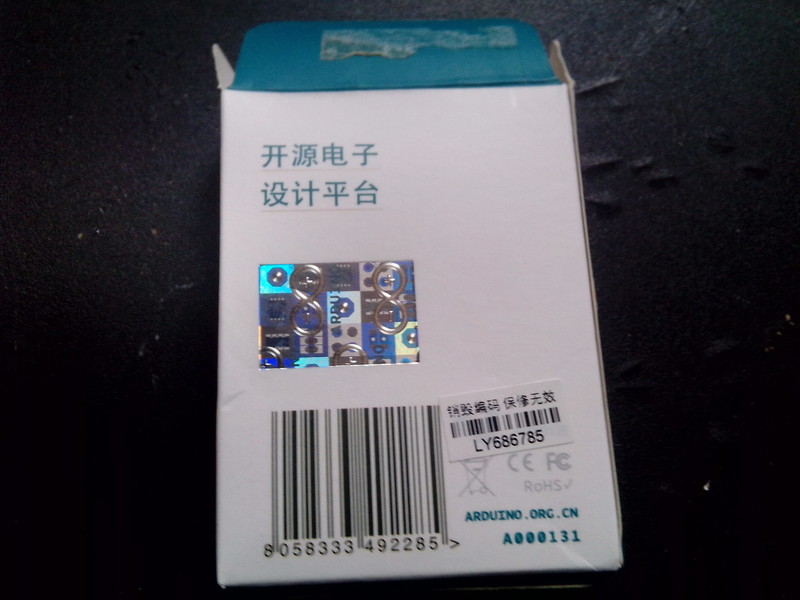 开源电子
设计平台
ARDUINO
销毁编码 保修无效
LY686785
CE FC
RoHS✓
8 058333 492285 >
ARDUINO.ORG.CN
A000131